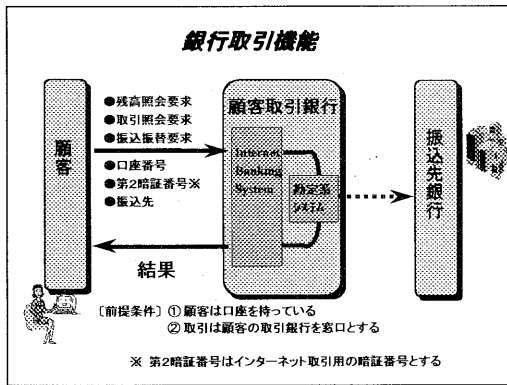 銀行取引機能
●残高照会要求
●取引照会要求
●振込振替要求
●口座番号
●第2暗証番号※
●振込先
顧客
顧客取引銀行
Internet
Banking
System
勘定系
システム
振込先銀行
結果
〔前提条件〕① 顧客は口座を持っている
② 取引は顧客の取引銀行を窓口とする
※ 第2暗証番号はインターネット取引用の暗証番号とする